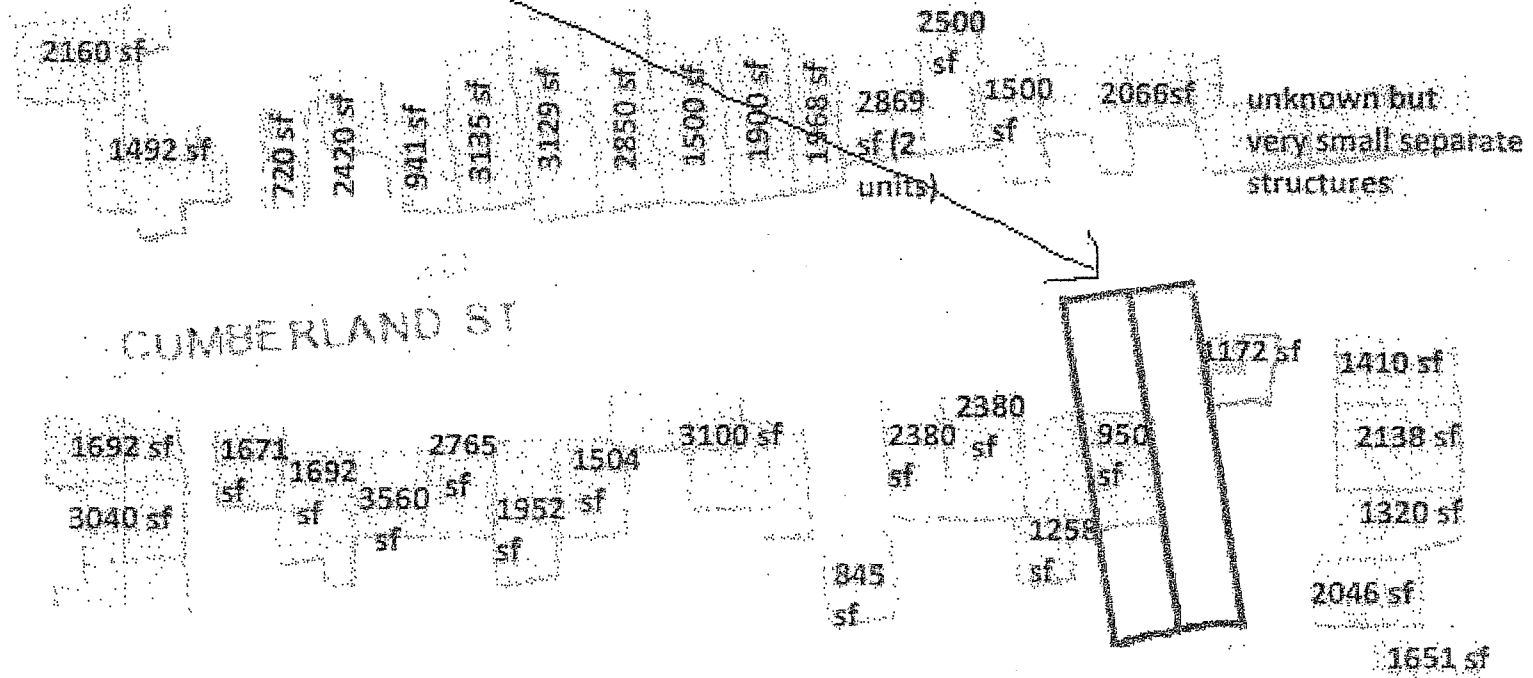 2160 sf
1492 sf
720 sf
2420 sf
941 sf
3135 sf
3129 sf
2850 sf
1500 sf
1900 sf
1968 sf
2869
sf (2
units)
2500
sf
1500
sf
2066sf
unknown but
very small separate
structures
CUMBERLAND ST
1692 sf
3040 sf
1671
sf
1692
sf
3560
sf
2765
sf
1952
sf
1504
sf
3100 sf
845
sf
2380
sf
2380
sf
1258
sf
950
sf
1172 sf
1410 sf
2138 sf
1320 sf
2046 sf
1651 sf